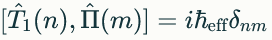 [T̂₁(n), Π̂(m)] = iħ_eff δ_nm